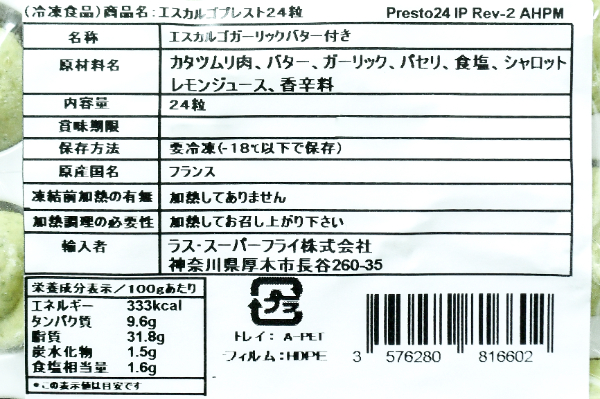 (冷凍食品)商品名:エスカルゴプレスト24粒 Presto24 IP Rev-2 AHPM
名称 エスカルゴガーリックバター付き
原材料名 カタツムリ肉、バター、ガーリック、パセリ、食塩、シャロット
レモンジュース、香辛料
内容量 24粒
賞味期限
保存方法 要冷凍(-18℃以下で保存)
原産国名 フランス
凍結前加熱の有無 加熱してありません
加熱調理の必要性 加熱してお召し上がり下さい
輸入者 ラス・スーパーフライ株式会社
神奈川県厚木市長谷260-35
栄養成分表示/100gあたり
エネルギー 333kcal
タンパク質 9.6g
脂質 31.8g
炭水化物 1.5g
食塩相当量 1.6g
*この表示値は目安です
プラ
トレイ:A-PET
フィルム:HDPE
3 576280 816602